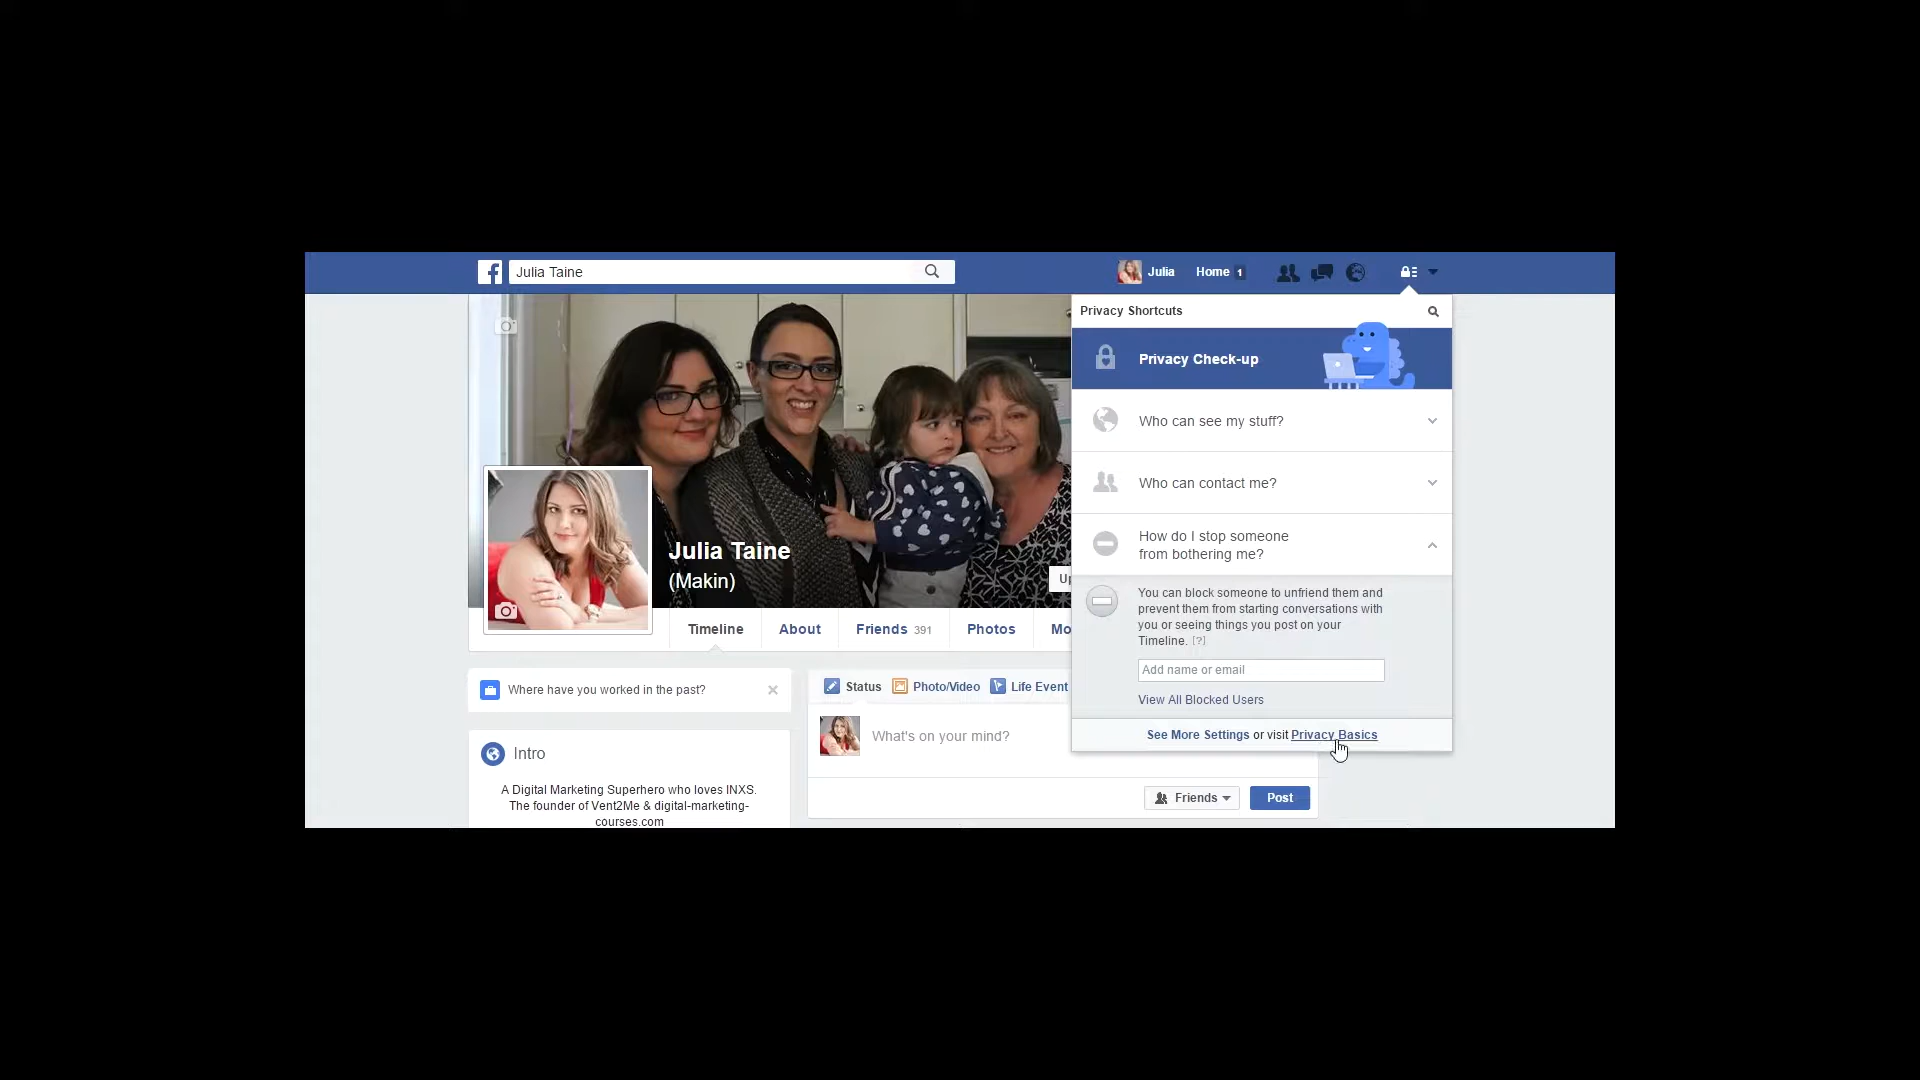 Julia Taine
Julia
Home 1
Privacy Shortcuts
Privacy Check-up
Who can see my stuff?
Who can contact me?
How do I stop someone
from bothering me?
You can block someone to unfriend them and
prevent them from starting conversations with
you or seeing things you post on your
Timeline. [?]
Add name or email
View All Blocked Users
See More Settings or visit Privacy Basics
Julia Taine
(Makin)
Up
Timeline
About
Friends 391
Photos
Mo
Where have you worked in the past?
Intro
A Digital Marketing Superhero who loves INXS.
The founder of Vent2Me & digital-marketing-
courses.com
Status
Photo/Video
Life Event
What's on your mind?
Friends
Post